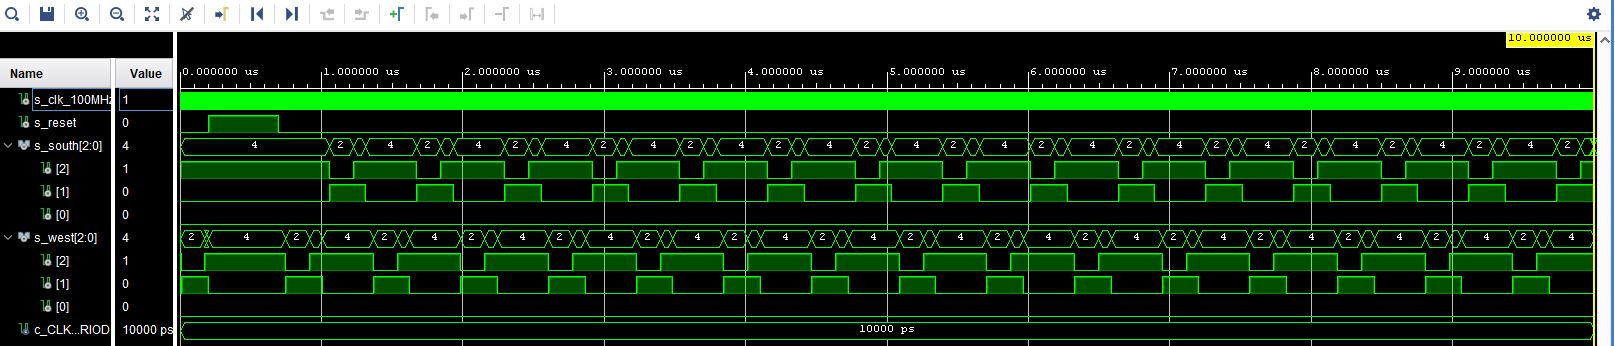 10.000000 us
Name Value
0.000000 us 1.000000 us 2.000000 us 3.000000 us 4.000000 us 5.000000 us 6.000000 us 7.000000 us 8.000000 us 9.000000 us
s_clk_100MHz 1
s_reset 0
s_south[2:0] 4 4 2 4 2 4 2 4 2 4 2 4 2 4 2 4 2 4 2 4 2 4 2 4 2 4 2 4 2 4 2
[2] 1
[1] 0
[0] 0
s_west[2:0] 4 2 4 2 4 2 4 2 4 2 4 2 4 2 4 2 4 2 4 2 4 2 4 2 4 2 4 2 4 2 4 2 4
[2] 1
[1] 0
[0] 0
c_CLK...RIOD 10000 ps 10000 ps